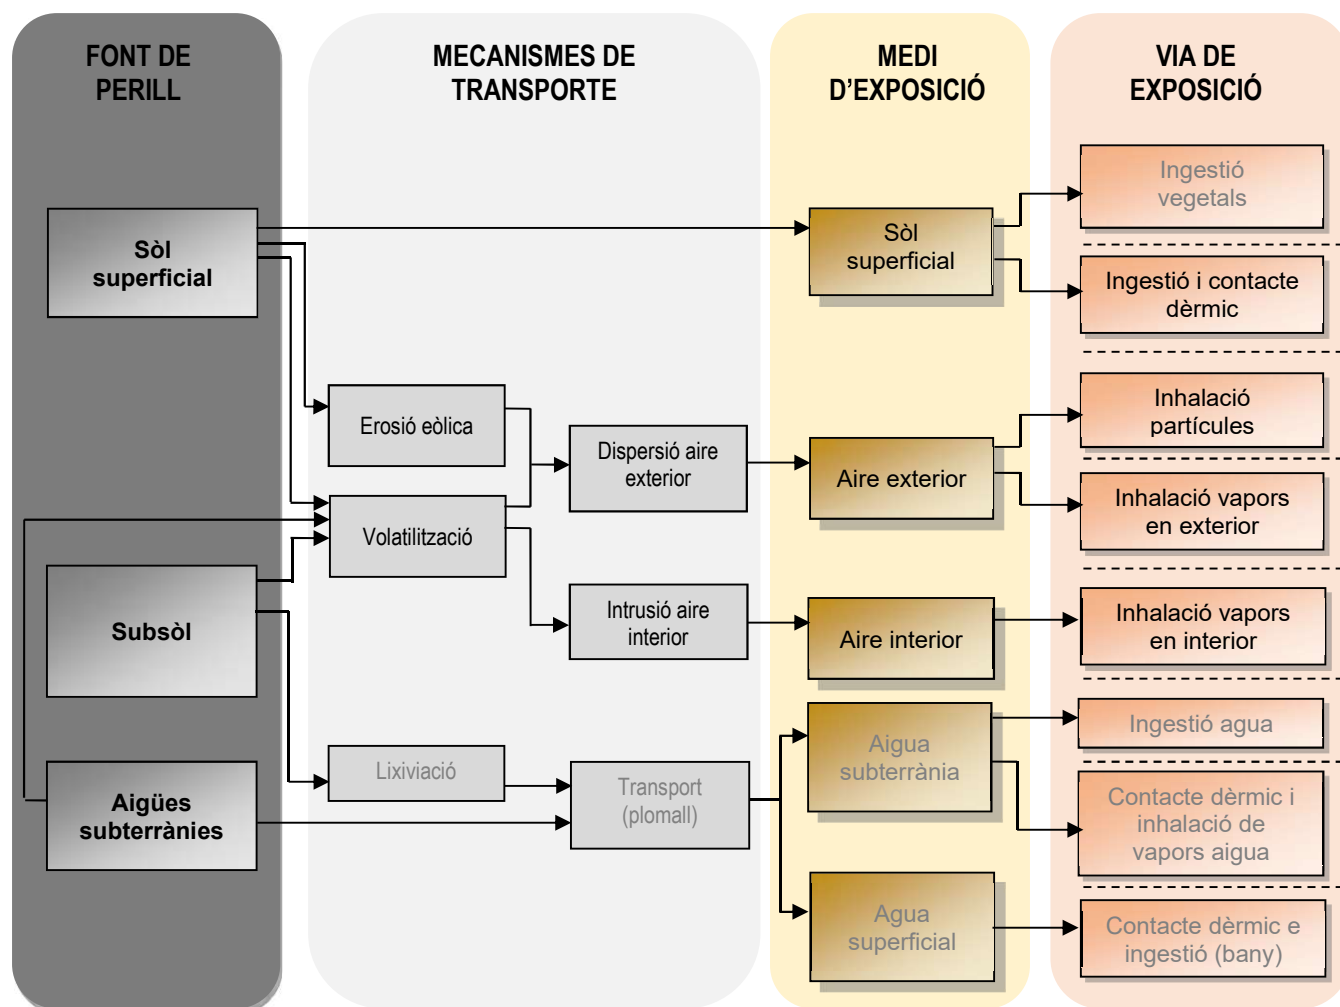 FONT DE
PERILL
MECANISMES DE
TRANSPORTE
MEDI
D’EXPOSICIÓ
VIA DE
EXPOSICIÓ
Sòl
superficial
Subsòl
Aigües
subterrànies
Erosió eòlica
Volatilització
Lixiviació
Dispersió aire
exterior
Intrusió aire
interior
Transport
(plomall)
Sòl
superficial
Aire exterior
Aire interior
Aigua
subterrània
Agua
superficial
Ingestió
vegetals
Ingestió i contacte
dèrmic
Inhalació
partícules
Inhalació vapors
en exterior
Inhalació vapors
en interior
Ingestió agua
Contacte dèrmic i
inhalació de
vapors aigua
Contacte dèrmic e
ingestió (bany)